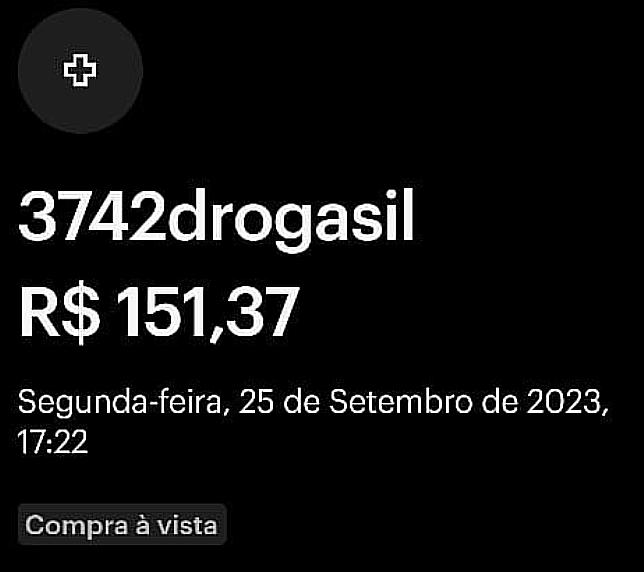 3742drogasil
R$ 151,37
Segunda-feira, 25 de Setembro de 2023,
17:22
Compra à vista